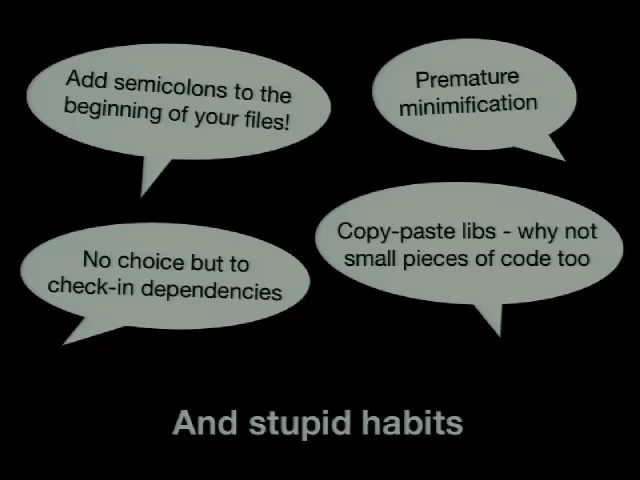 Add semicolons to the
beginning of your files!
Premature
minimification
No choice but to
check-in dependencies
Copy-paste libs - why not
small pieces of code too
And stupid habits